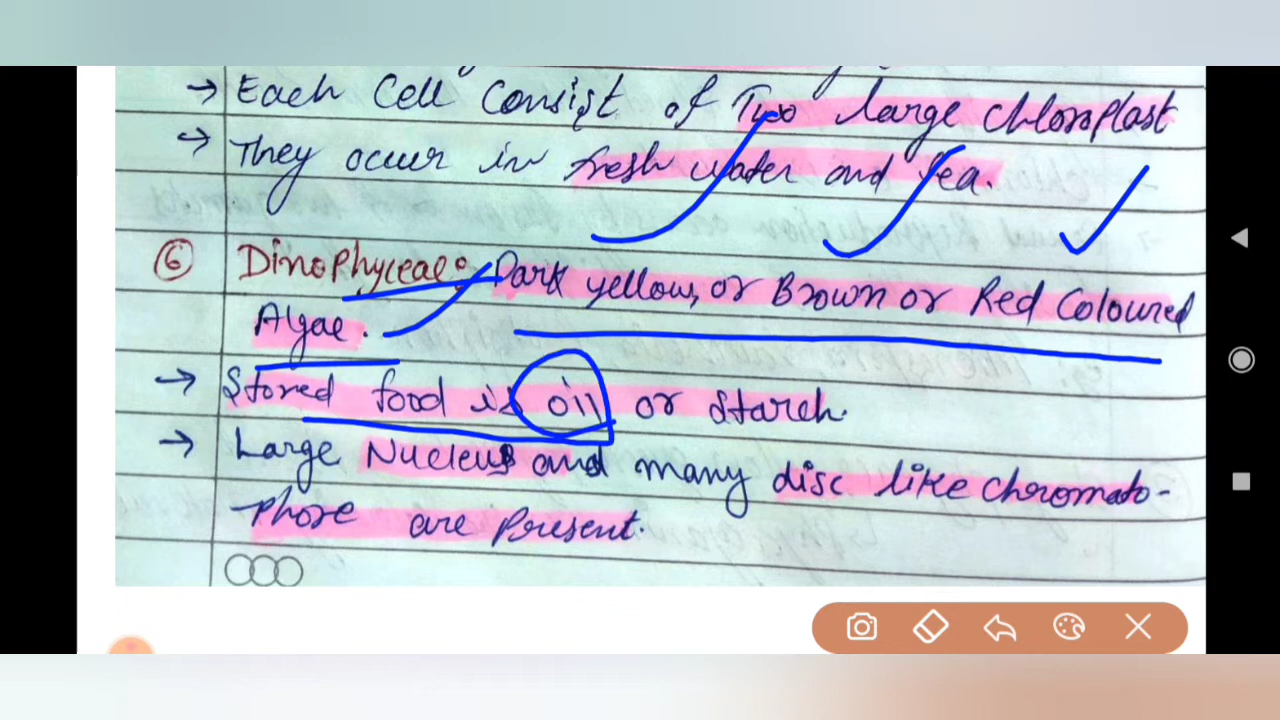 → Each Cell Consist of Two large Chloroplast
→ They occur in fresh water and Sea.
⑥ Dinophyceae: Dark yellow, or Brown or Red Coloured
Algae.
→ Stored food is oil or starch.
→ Large Nucleus and many disc like chromato-
-phore are present.